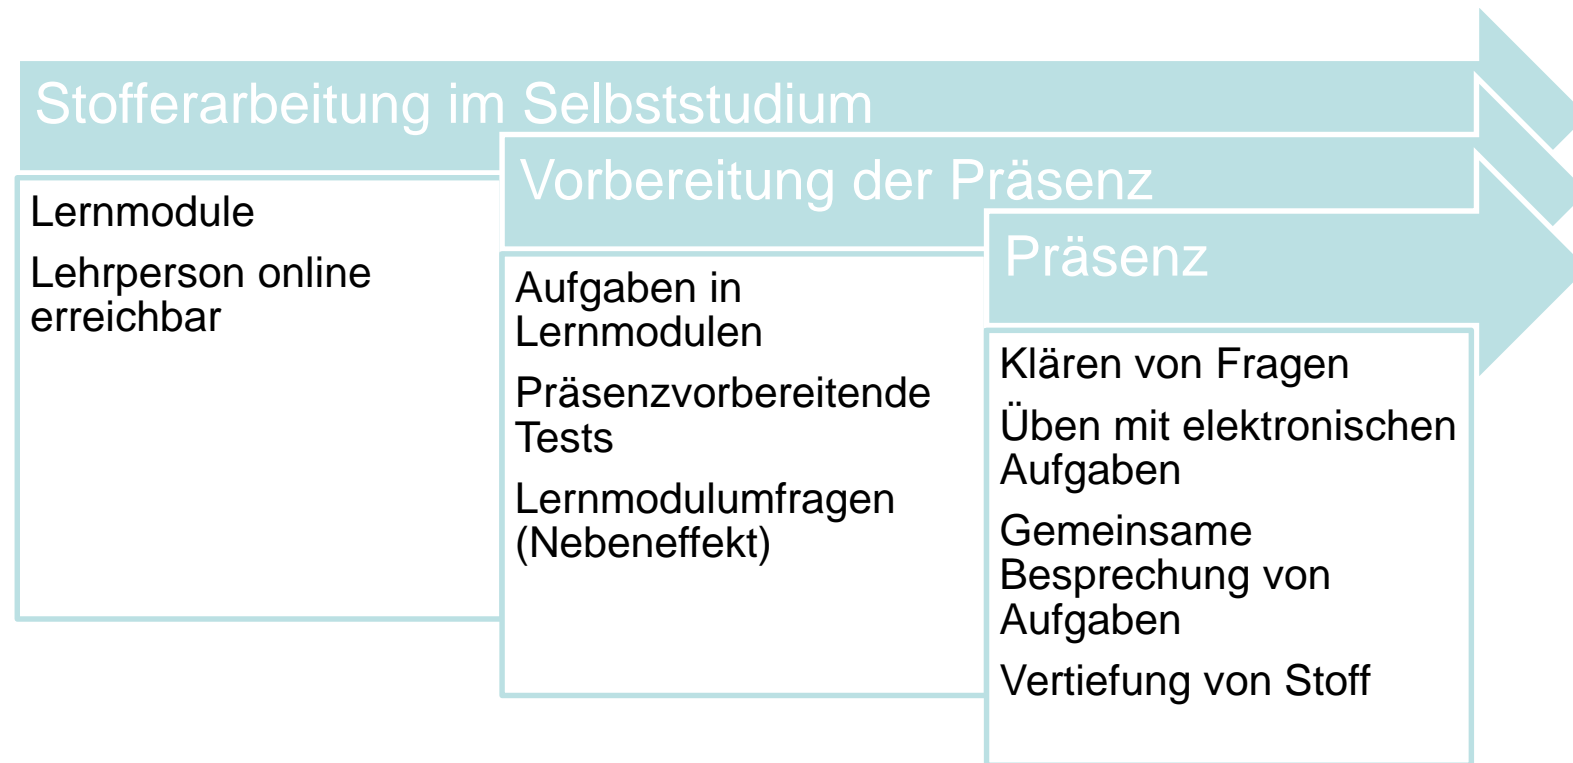 Stofferarbeitung im Selbststudium
Lernmodule
Lehrperson online
erreichbar
Vorbereitung der Präsenz
Aufgaben in
Lernmodulen
Präsenzvorbereitende
Tests
Lernmodulumfragen
(Nebeneffekt)
Präsenz
Klären von Fragen
Üben mit elektronischen
Aufgaben
Gemeinsame
Besprechung von
Aufgaben
Vertiefung von Stoff